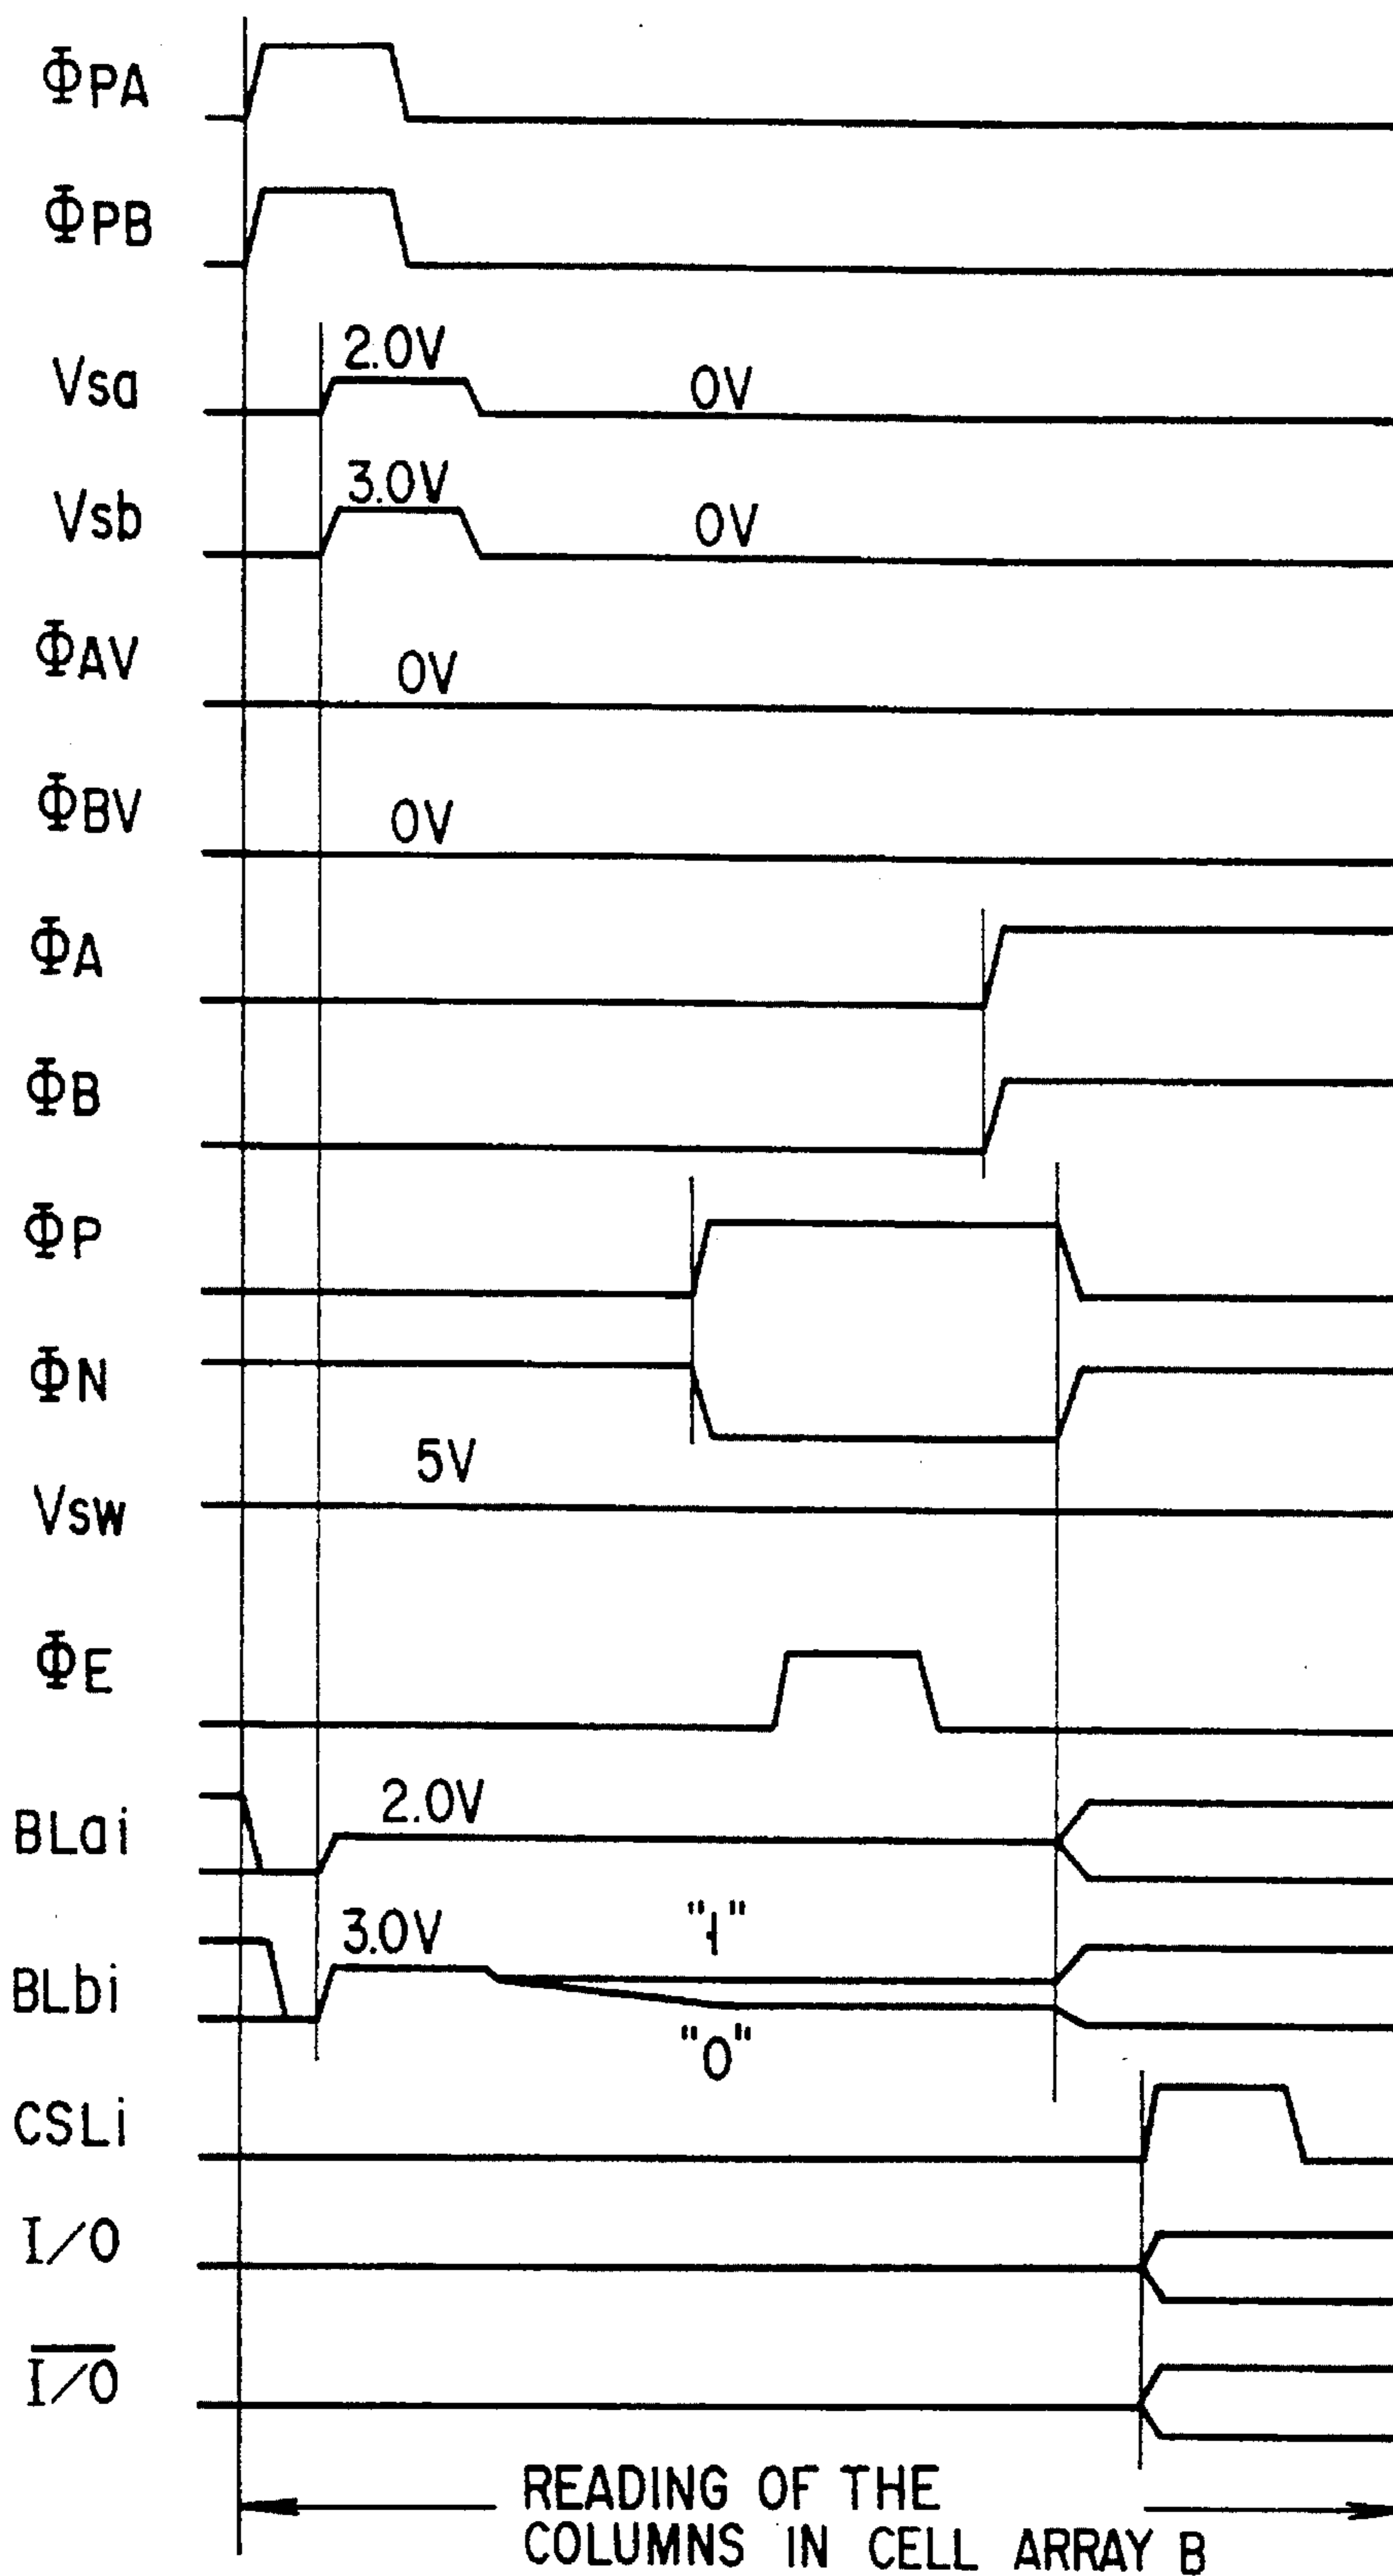 ΦPA
ΦPB
Vsa 2.0V 0V
Vsb 3.0V 0V
ΦAV 0V
ΦBV 0V
ΦA
ΦB
ΦP
ΦN
Vsw 5V
ΦE
BLai 2.0V
BLbi 3.0V "1"
"0"
CSLi
I/O
I/O
READING OF THE
COLUMNS IN CELL ARRAY B